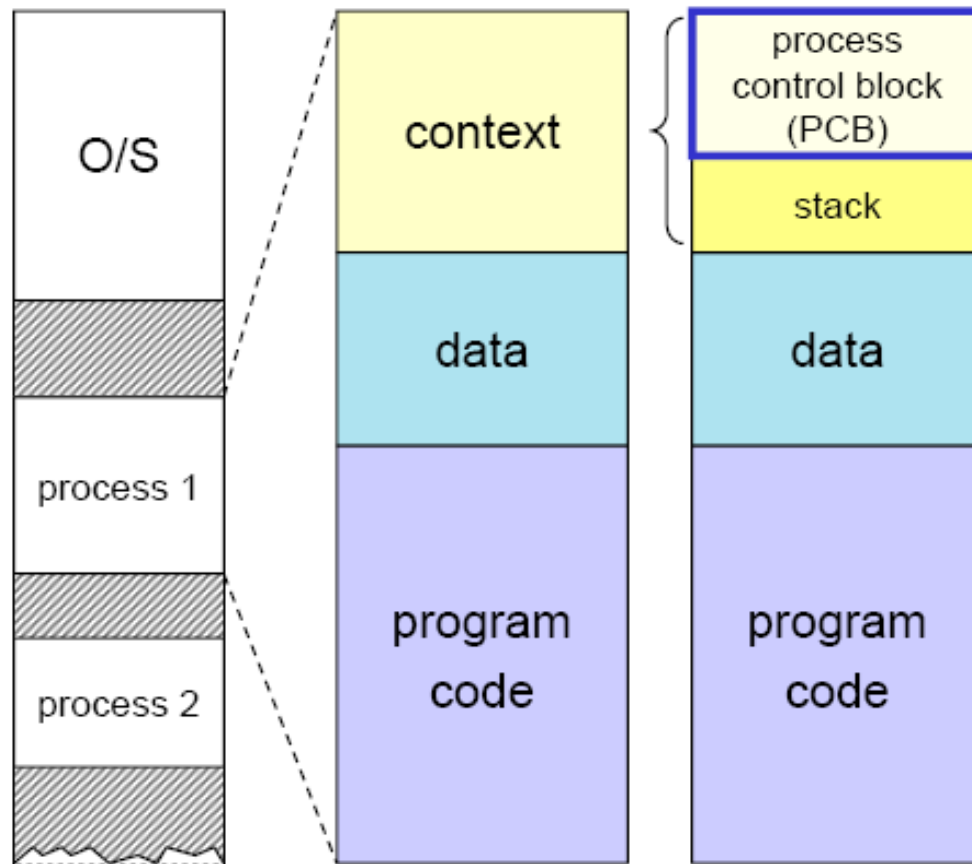 O/S
process 1
process 2
context
data
program
code
process
control block
(PCB)
stack
data
program
code